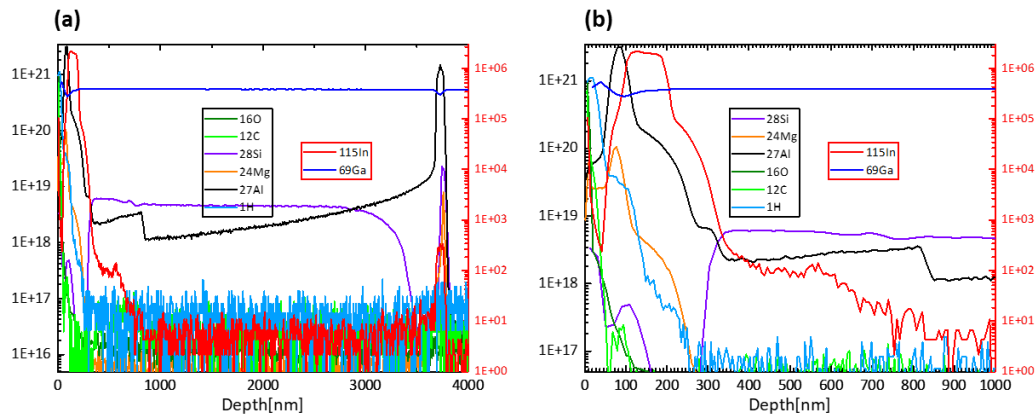 (a)
(b)
1E+21
1E+20
1E+19
1E+18
1E+17
1E+16
1E+06
1E+05
1E+04
1E+03
1E+02
1E+01
1E+00
16O
12C
28Si
24Mg
27Al
1H
115In
69Ga
0
1000
2000
3000
4000
Depth[nm]
1E+21
1E+20
1E+19
1E+18
1E+17
1E+06
1E+05
1E+04
1E+03
1E+02
1E+01
1E+00
28Si
24Mg
27Al
16O
12C
1H
115In
69Ga
0 100 200 300 400 500 600 700 800 900 1000
Depth[nm]